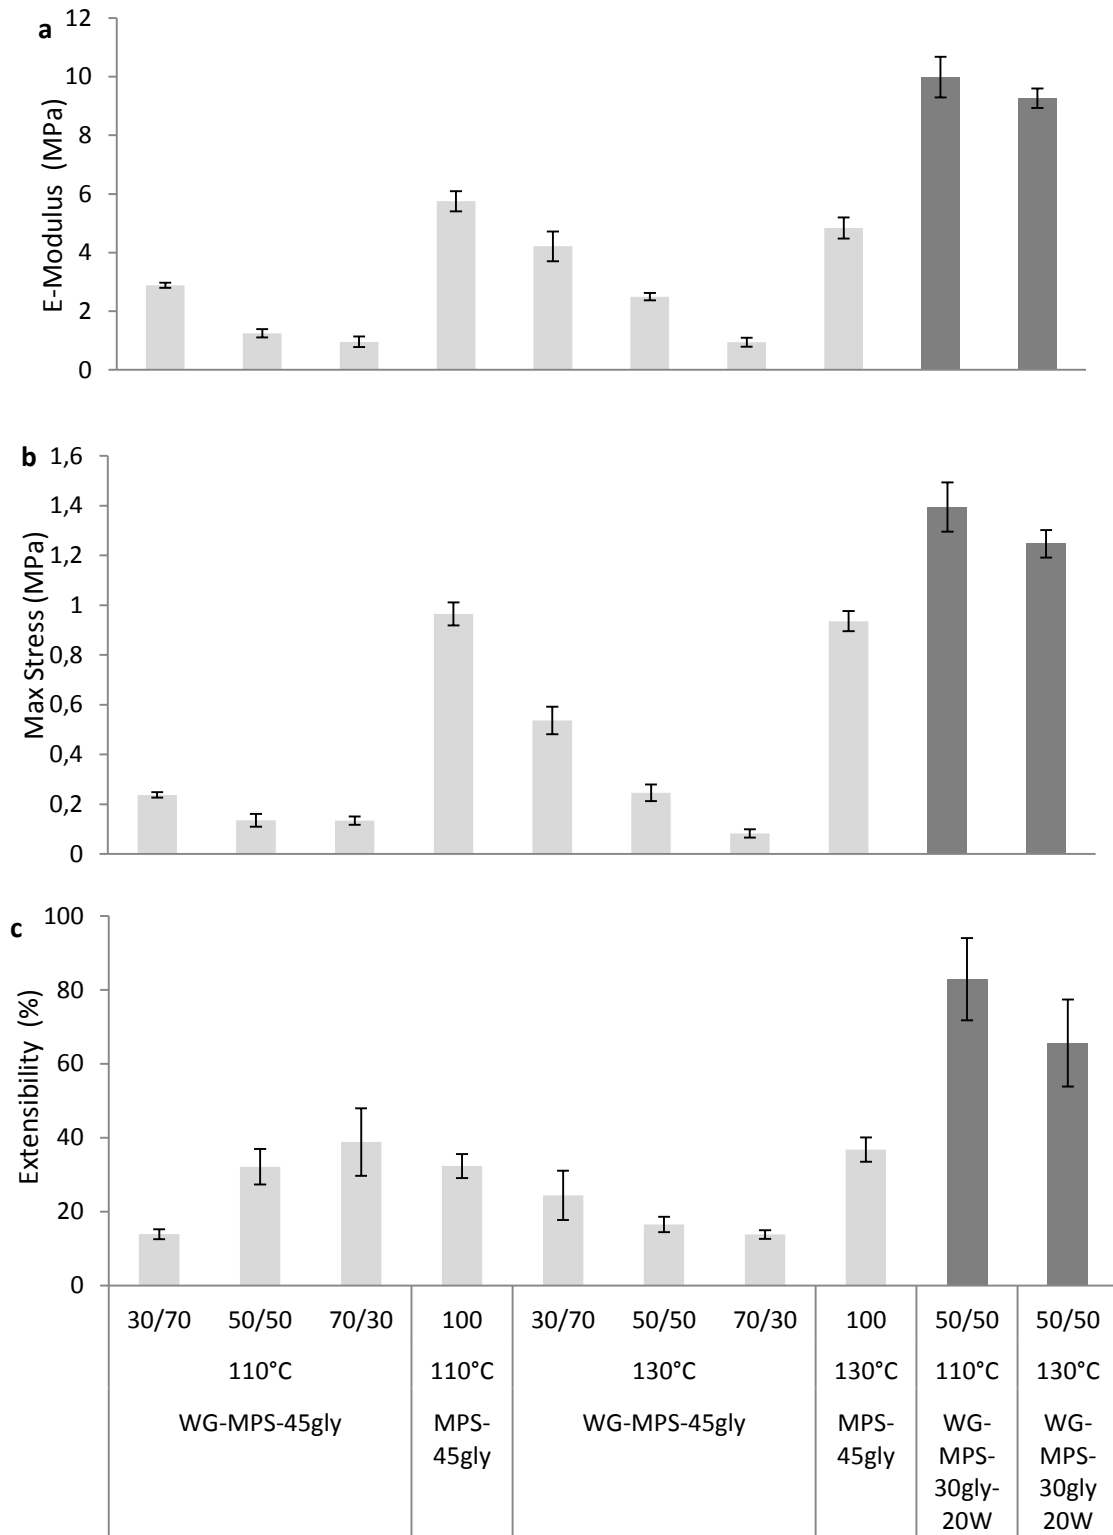 a
E-Modulus (MPa)
12
10
8
6
4
2
0
b
Max Stress (MPa)
1,6
1,4
1,2
1
0,8
0,6
0,4
0,2
0
c
Extensibility (%)
100
80
60
40
20
0
30/70 50/50 70/30 100 30/70 50/50 70/30 100 50/50 50/50
110°C 110°C 130°C 130°C 110°C 130°C
WG-MPS-45gly MPS- WG-MPS-45gly MPS- WG- WG-
45gly 45gly MPS- MPS-
30gly- 30gly
20W 20W